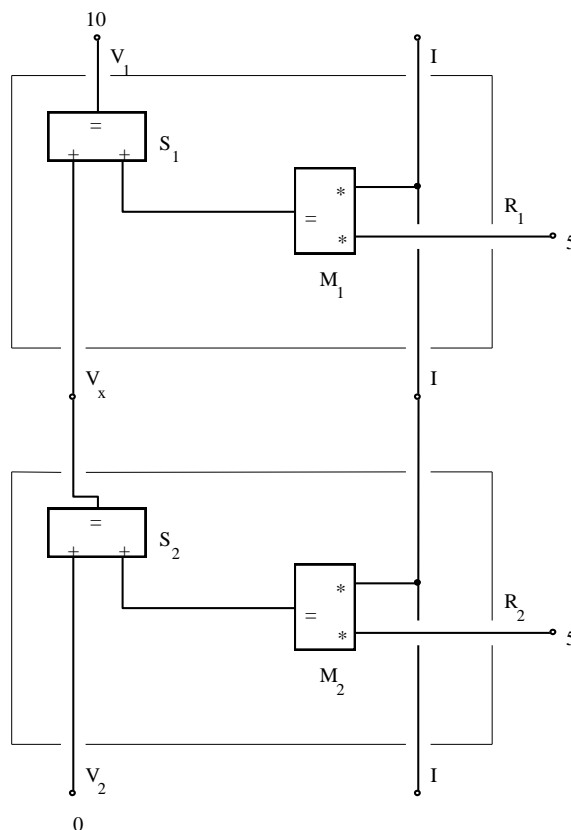 10
V1 I
=
+ + S1
*
= R1
* 5
M1
Vx I
=
+ + S2
*
= R2
* 5
M2
V2 I
0